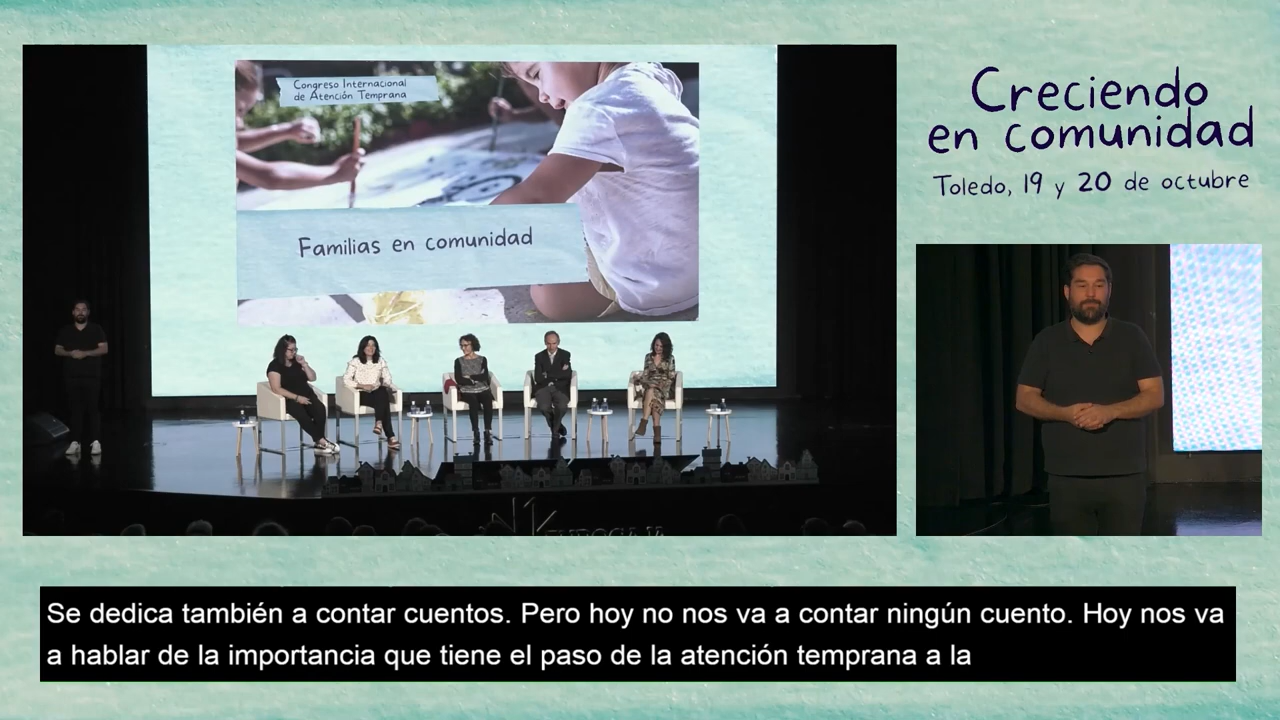 Congreso Internacional
de Atención Temprana
Familias en comunidad
Creciendo
en comunidad
Toledo, 19 y 20 de octubre
Se dedica también a contar cuentos. Pero hoy no nos va a contar ningún cuento. Hoy nos va
a hablar de la importancia que tiene el paso de la atención temprana a la